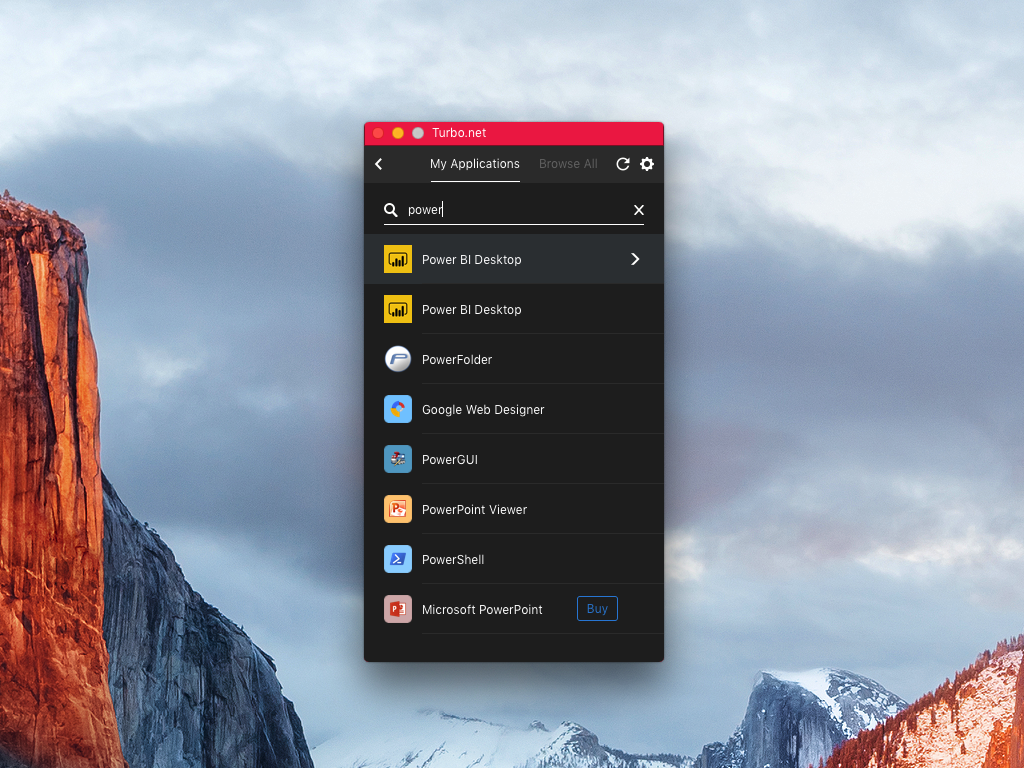 Turbo.net
My Applications Browse All
power
Power BI Desktop
Power BI Desktop
PowerFolder
Google Web Designer
PowerGUI
PowerPoint Viewer
PowerShell
Microsoft PowerPoint Buy